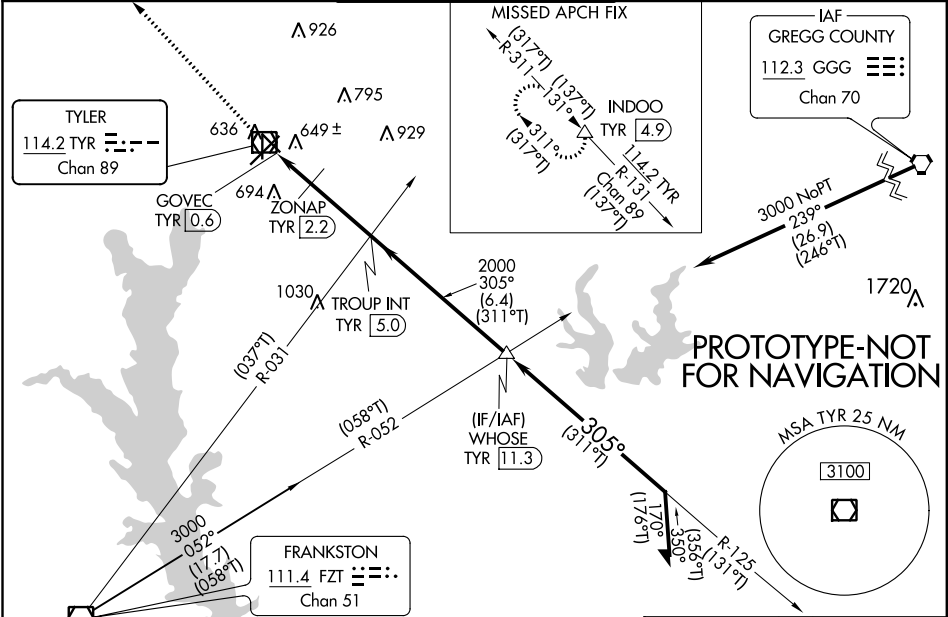 926
795
929
649 ±
636
694
TYLER
114.2 TYR
Chan 89
GOVEC
TYR 0.6
ZONAP
TYR 2.2
1030
TROUP INT
TYR 5.0
2000
305°
(6.4)
(311°T)
MISSED APCH FIX
(317°T)
R-311
(137°T)
131°
311°
(317°T)
INDOO
TYR 4.9
114.2 TYR
Chan 89
R-131
(137°T)
IAF
GREGG COUNTY
112.3 GGG
Chan 70
3000 NoPT
239°
(26.9)
(246°T)
1720
PROTOTYPE-NOT
FOR NAVIGATION
(037°T)
R-031
(058°T)
R-052
(IF/IAF)
WHOSE
TYR 11.3
305°
(311°T)
170°
(176°T)
350°
(356°T)
R-125
(131°T)
MSA TYR 25 NM
3100
3000
052°
(17.7)
(058°T)
FRANKSTON
111.4 FZT
Chan 51